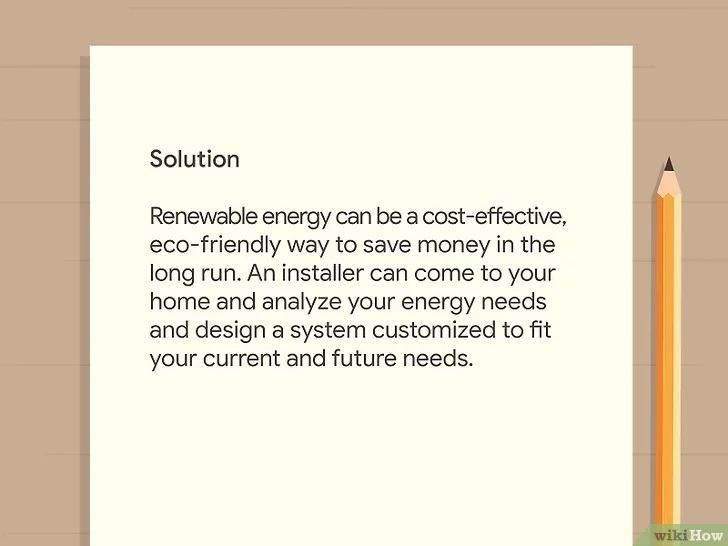 Solution
Renewable energy can be a cost-effective,
eco-friendly way to save money in the
long run. An installer can come to your
home and analyze your energy needs
and design a system customized to fit
your current and future needs.
wikiHow